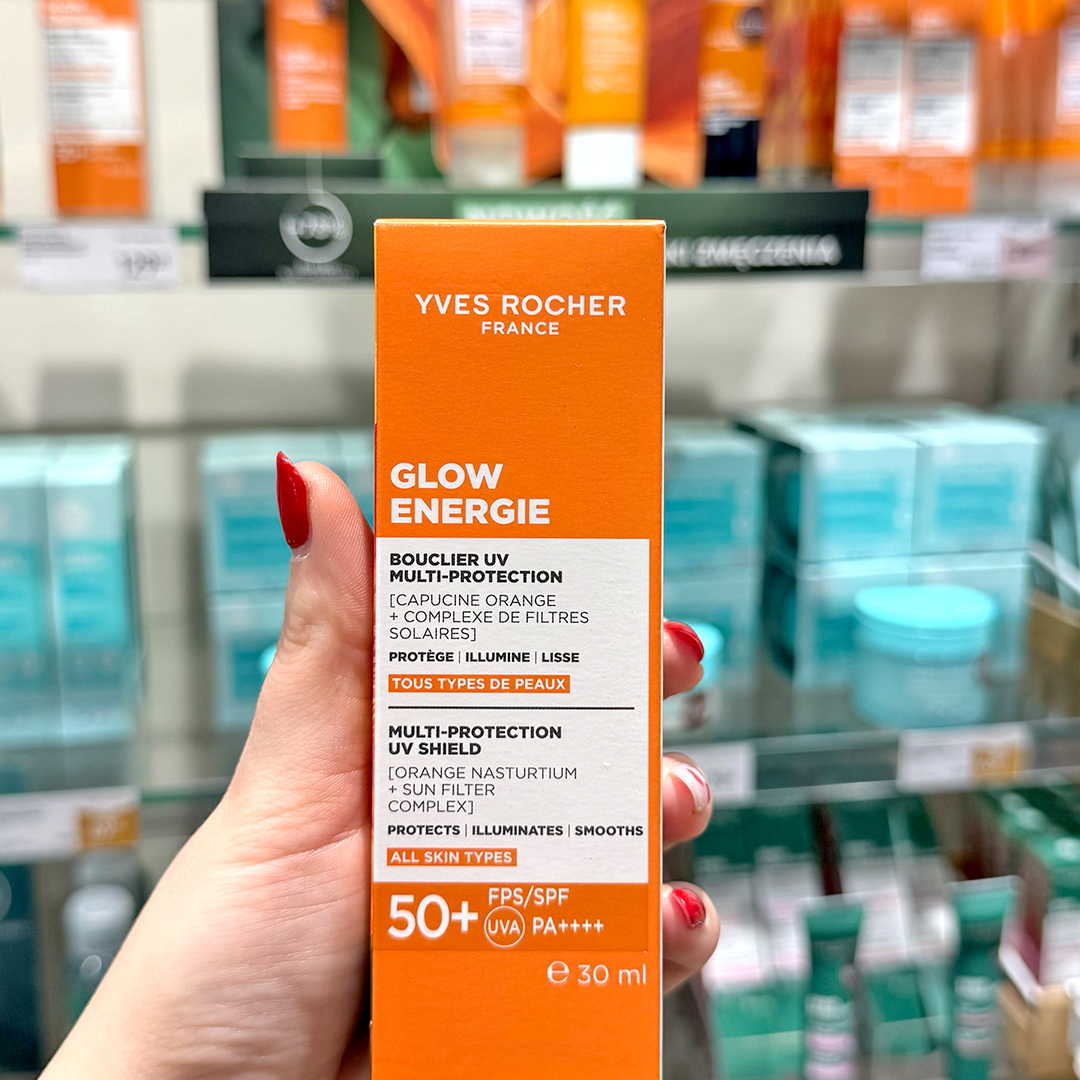 NOWOŚĆ
ZMĘCZENIA
YVES ROCHER
FRANCE
GLOW
ENERGIE
BOUCLIER UV
MULTI-PROTECTION
[CAPUCINE ORANGE
+ COMPLEXE DE FILTRES
SOLAIRES]
PROTÈGE | ILLUMINE | LISSE
TOUS TYPES DE PEAUX
MULTI-PROTECTION
UV SHIELD
[ORANGE NASTURTIUM
+ SUN FILTER
COMPLEX]
PROTECTS | ILLUMINATES | SMOOTHS
ALL SKIN TYPES
50+ FPS/SPF
UVA PA++++
℮ 30 ml